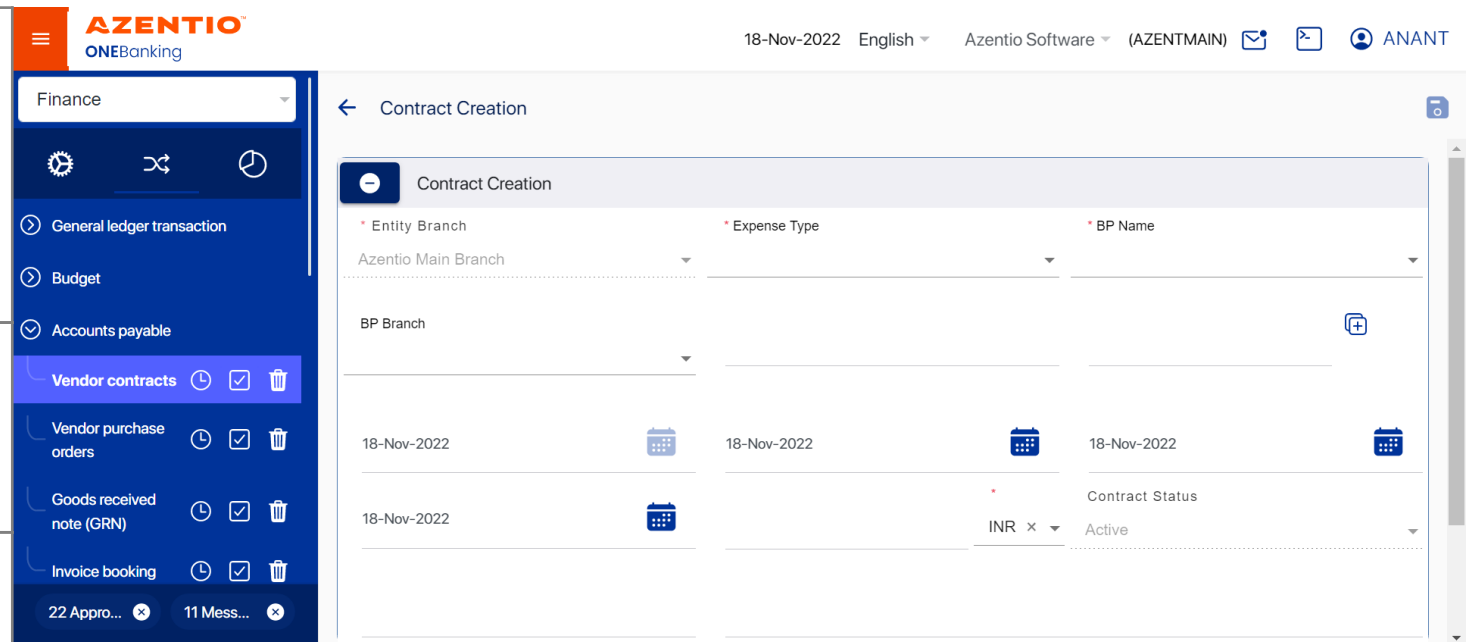 AZENTIO™
ONEBanking
18-Nov-2022 English Azentio Software (AZENTMAIN) ANANT
Finance
Contract Creation
Contract Creation
General ledger transaction
* Entity Branch * Expense Type * BP Name
Azentio Main Branch
Budget
BP Branch
Accounts payable
Vendor contracts
Vendor purchase
orders
18-Nov-2022 18-Nov-2022 18-Nov-2022
Goods received
note (GRN)
* Contract Status
18-Nov-2022 INR × Active
Invoice booking
22 Appro... 11 Mess...